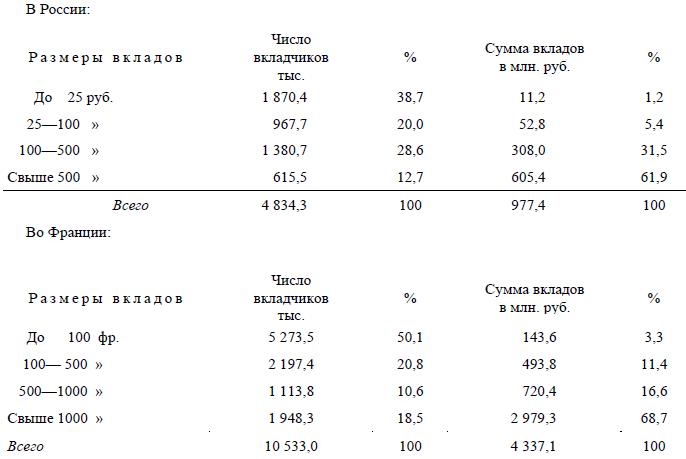 В России:
Размеры вкладов Число вкладчиков тыс. % Сумма вкладов в млн. руб. %
До 25 руб. 1 870,4 38,7 11,2 1,2
25—100 » 967,7 20,0 52,8 5,4
100—500 » 1 380,7 28,6 308,0 31,5
Свыше 500 » 615,5 12,7 605,4 61,9
Всего 4 834,3 100 977,4 100
Во Франции:
Размеры вкладов Число вкладчиков тыс. % Сумма вкладов в млн. руб. %
До 100 фр. 5 273,5 50,1 143,6 3,3
100— 500 » 2 197,4 20,8 493,8 11,4
500—1000 » 1 113,8 10,6 720,4 16,6
Свыше 1000 » 1 948,3 18,5 2 979,3 68,7
Всего 10 533,0 100 4 337,1 100